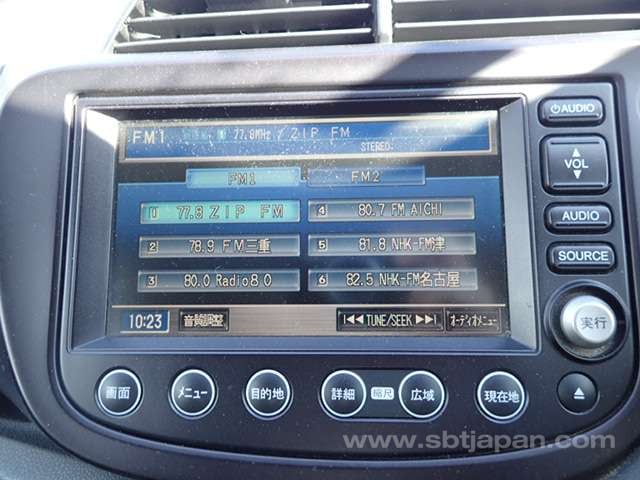 FM1 1 77.8MHz / ZIP FM
STEREO
FM1 FM2
1 77.8 ZIP FM
2 78.9 FM三重
3 80.0 Radio80
4 80.7 FM AICHI
5 81.8 NHK-FM津
6 82.5 NHK-FM名古屋
10:23 音質調整 |◀◀ TUNE/SEEK ▶▶| オーディオメニュー
AUDIO
▲
VOL
▼
AUDIO
SOURCE
実行
画面 メニュー 目的地 詳細 縮尺 広域 現在地
www.sbtjapan.com